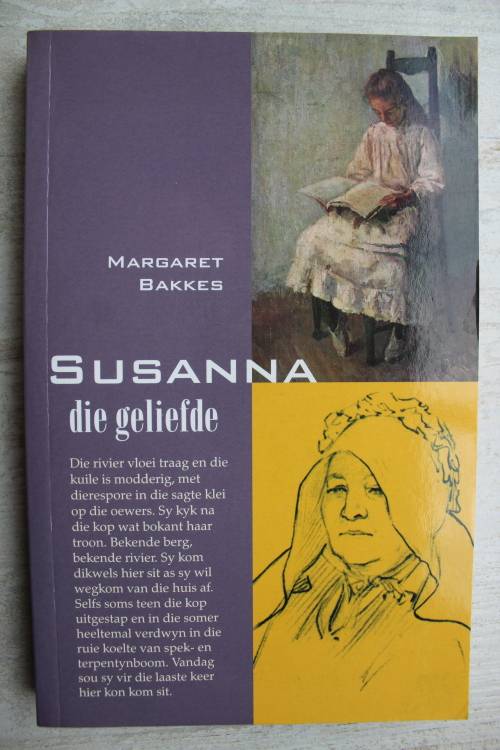 MARGARET
BAKKES
SUSANNA
die geliefde
Die rivier vloei traag en die
kuile is modderig, met
dierespore in die sagte klei
op die oewers. Sy kyk na
die kop wat bokant haar
troon. Bekende berg,
bekende rivier. Sy kom
dikwels hier sit as sy wil
wegkom van die huis af.
Selfs soms teen die kop
uitgestap en in die somer
heeltemal verdwyn in die
ruie koelte van spek- en
terpentynboom. Vandag
sou sy vir die laaste keer
hier kon kom sit.